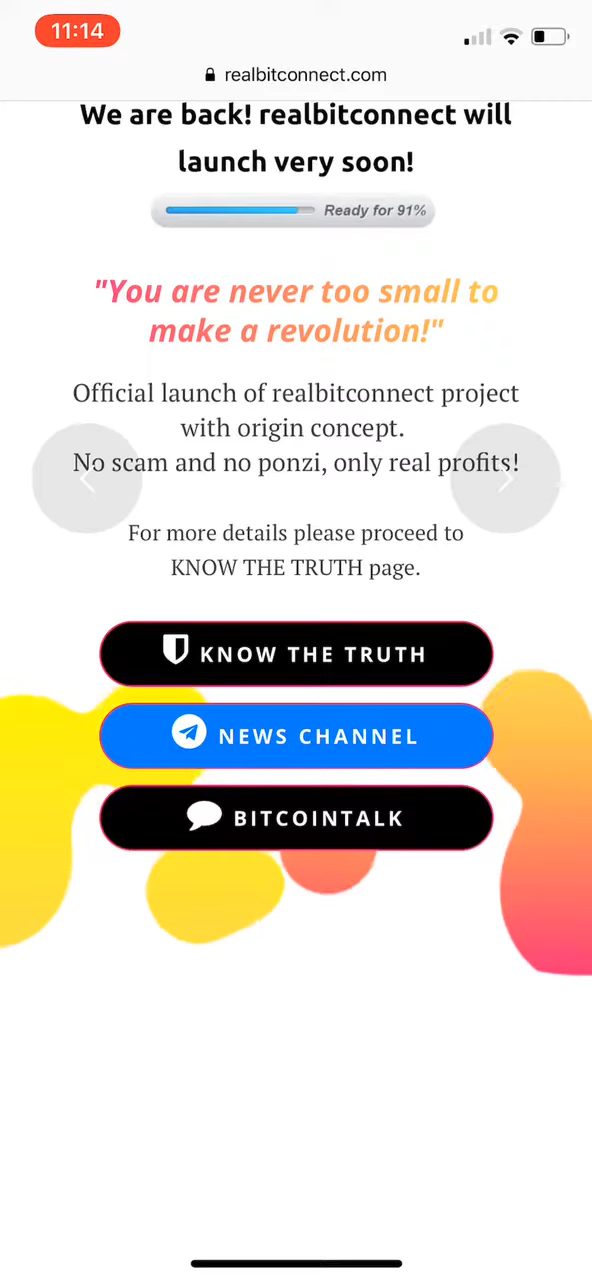 11:14
realbitconnect.com
We are back! realbitconnect will
launch very soon!
Ready for 91%
"You are never too small to
make a revolution!"
Official launch of realbitconnect project
with origin concept.
No scam and no ponzi, only real profits!
For more details please proceed to
KNOW THE TRUTH page.
KNOW THE TRUTH
NEWS CHANNEL
BITCOINTALK